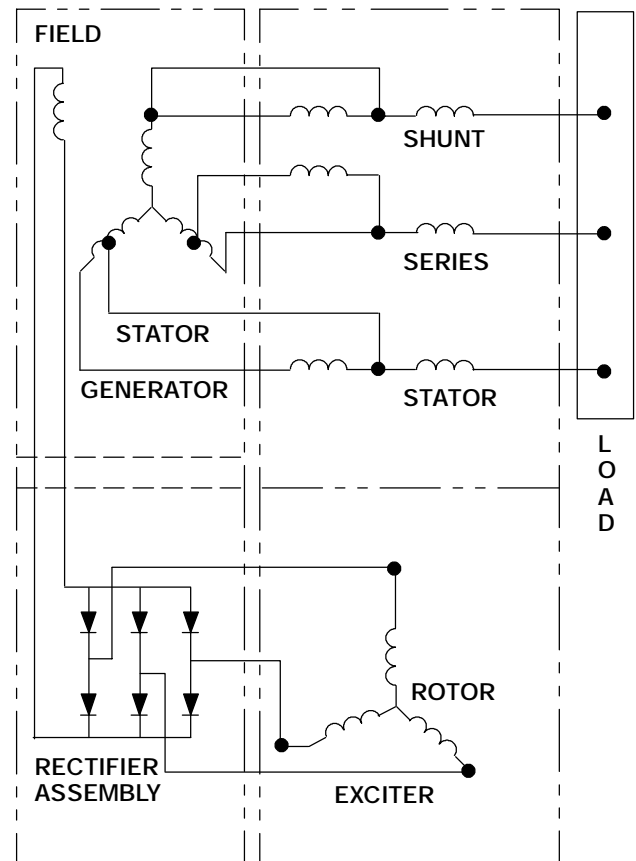 FIELD
SHUNT
SERIES
STATOR
GENERATOR
STATOR
L
O
A
D
ROTOR
RECTIFIER
ASSEMBLY
EXCITER